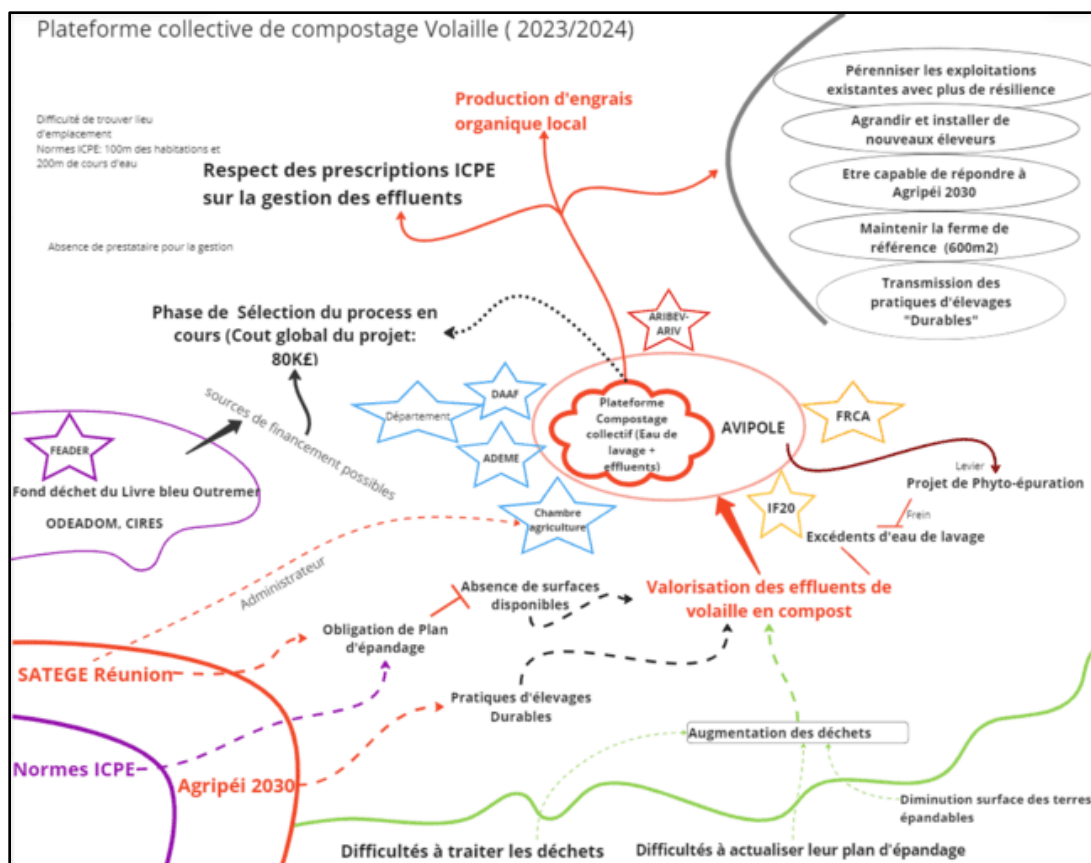 Plateforme collective de compostage Volaille ( 2023/2024)
Difficulté de trouver lieu
d'emplacement
Normes ICPE: 100m des habitations et
200m de cours d'eau
Absence de prestataire pour la gestion
Production d'engrais
organique local
Respect des prescriptions ICPE
sur la gestion des effluents
Pérenniser les exploitations
existantes avec plus de résilience
Agrandir et installer de
nouveaux éleveurs
Etre capable de répondre à
Agripéi 2030
Maintenir la ferme de
référence (600m2)
Transmission des
pratiques d'élevages
"Durables"
Phase de Sélection du process en
cours (Cout global du projet:
80K£)
sources de financement possibles
ARIBEV-
ARIV
DAAF
Département
ADEME
Chambre
agriculture
Plateforme
Compostage
collectif (Eau de
lavage +
effluents)
AVIPOLE
FRCA
IF20
Levier
Projet de Phyto-épuration
Frein
Excédents d'eau de lavage
FEADER
Fond déchet du Livre bleu Outremer
ODEADOM, CIRES
Administrateur
Absence de surfaces
disponibles
Valorisation des effluents de
volaille en compost
Obligation de Plan
d'épandage
SATEGE Réunion
Pratiques d'élevages
Durables
Normes ICPE
Agripéi 2030
Augmentation des déchets
Diminution surface des terres
épandables
Difficultés à traiter les déchets
Difficultés à actualiser leur plan d'épandage